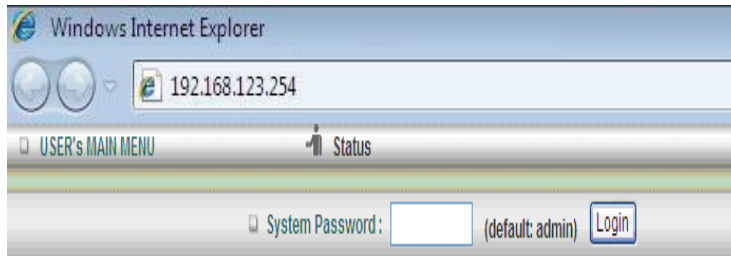 Windows Internet Explorer
192.168.123.254
USER's MAIN MENU Status
System Password : (default: admin) Login